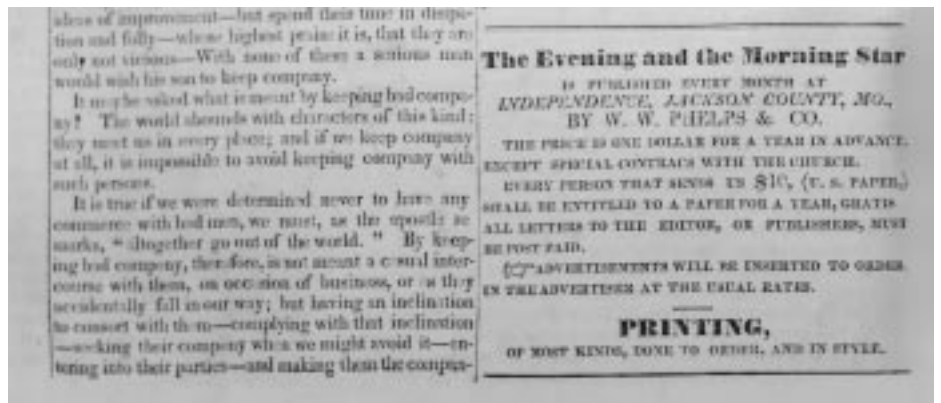 ideas of improvement—but spend their time in dissipa-
tion and folly—whose highest praise it is, that they are
only not vicious—With none of these a serious man
would wish his son to keep company.
It may be asked what is meant by keeping bad compa-
ny? The world abounds with characters of this kind:
they meet us in every place; and if we keep company
at all, it is impossible to avoid keeping company with
such persons.
It is true if we were determined never to have any
commerce with bad men, we must, as the apostle re
marks, " altogether go out of the world. " By keep-
ing bad company, therefore, is not meant a casual inter-
course with them, on occasion of business, or as they
accidentally fall in our way; but having an inclination
to consort with them—complying with that inclination
—seeking their company when we might avoid it—en-
tering into their parties—and making them the compan-
The Evening and the Morning Star
IS PUBLISHED EVERY MONTH AT
INDEPENDENCE, JACKSON COUNTY, MO.,
BY W. W. PHELPS & CO.
THE PRICE IS ONE DOLLAR FOR A YEAR IN ADVANCE,
EXCEPT SPECIAL CONTRACS WITH THE CHURCH.
EVERY PERSON THAT SENDS US $10, (U. S. PAPER,)
SHALL BE ENTITLED TO A PAPER FOR A YEAR, GRATIS
ALL LETTERS TO THE EDITOR, OR PUBLISHERS, MUST
BE POST PAID.
☞ ADVERTISEMENTS WILL BE INSERTED TO ORDER
IN THE ADVERTISER AT THE USUAL RATES.
PRINTING,
OF MOST KINDS, DONE TO ORDER, AND IN STYLE.